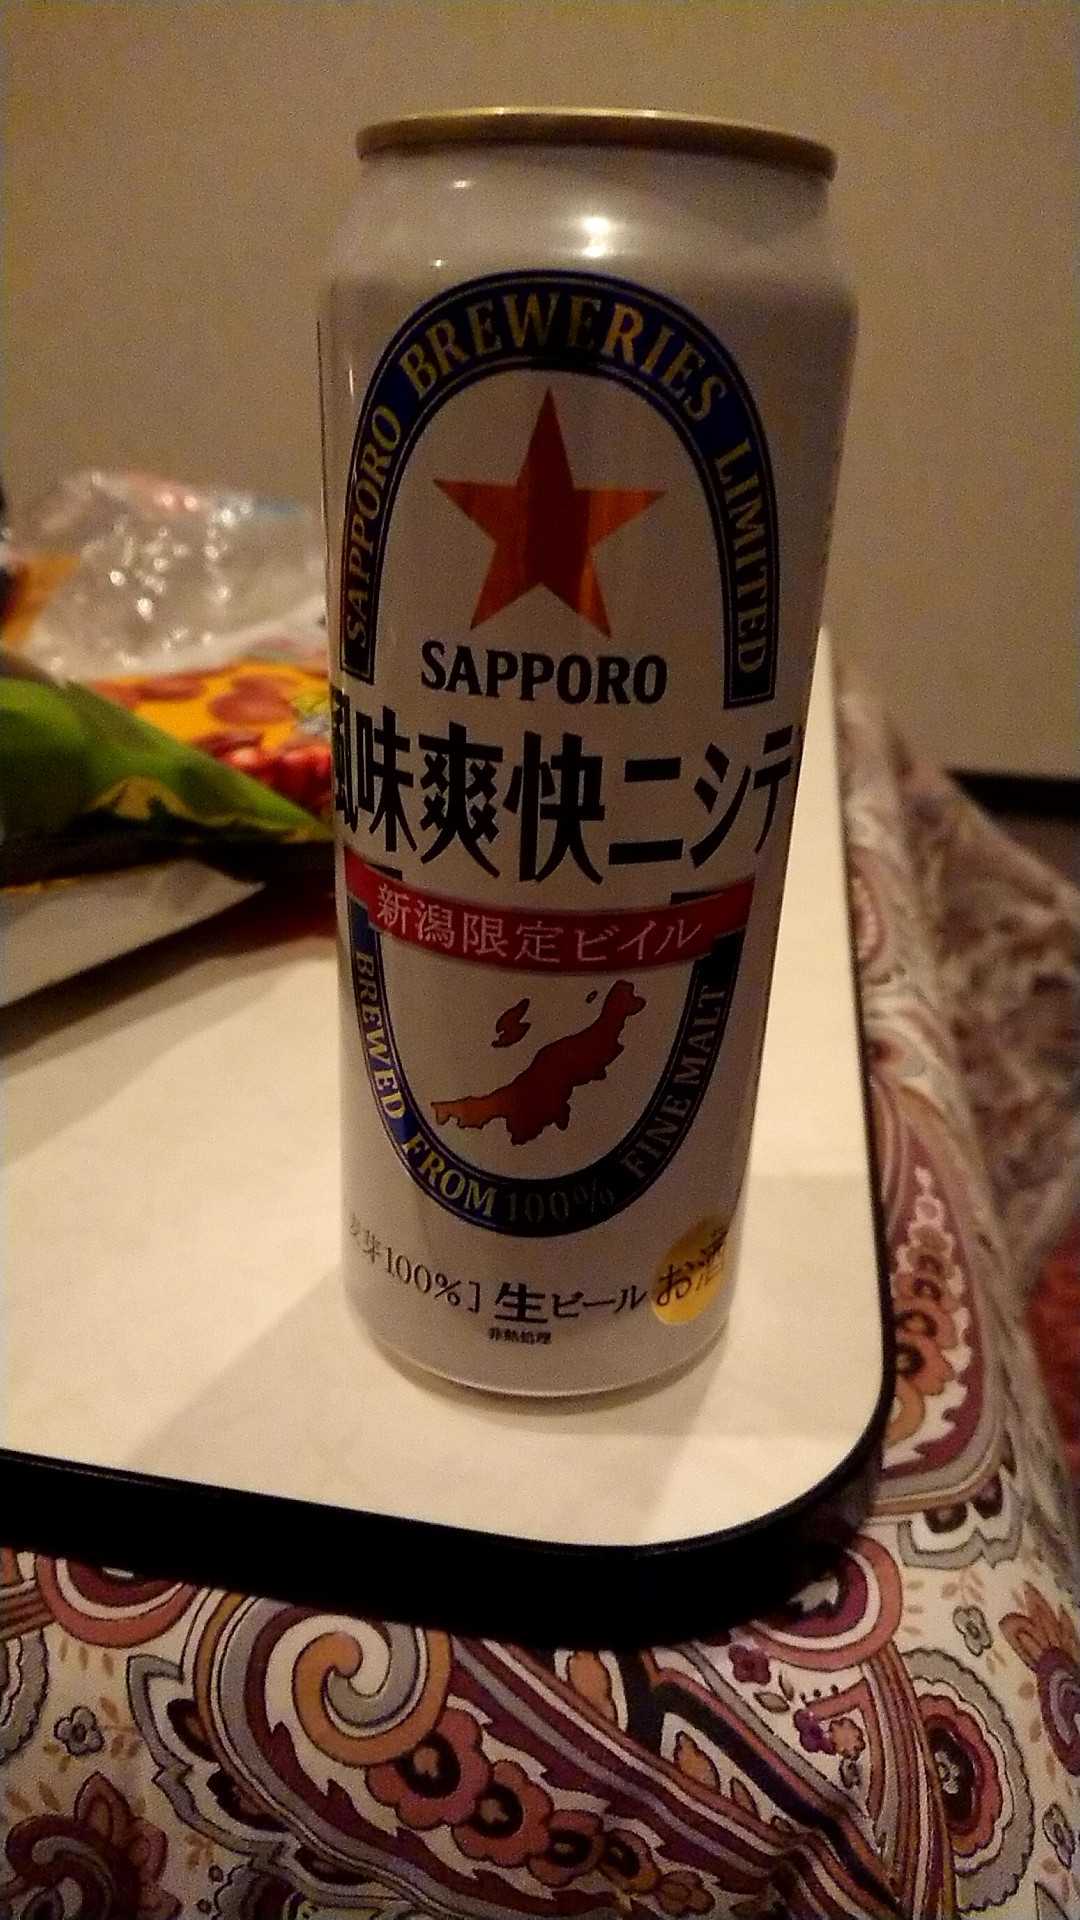 SAPPORO BREWERIES LIMITED
SAPPORO
風味爽快ニシテ
新潟限定ビイル
BREWED FROM 100% FINE MALT
麦芽100%] 生ビール お酒
非熱処理